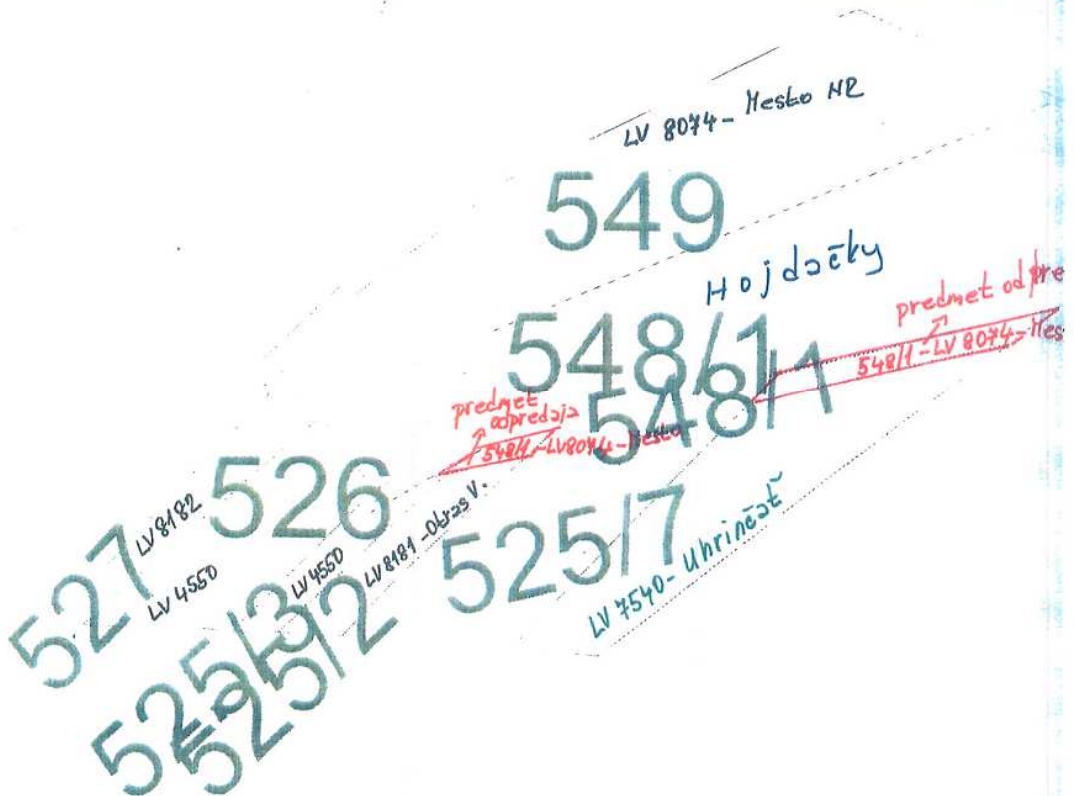 LV 8074 - Mesto NR
549
Hojdačky
predmet odpre
548/1
548/1 - LV 8074 - Mes
548/1
predmet
odpredaja
548/1 - LV 8074 - Mesto
526
LV 8182
527
LV 4550
LV 4550
LV 8181 - Otras V.
525/7
LV 7540 - Uhrinčať
525/3
525/2